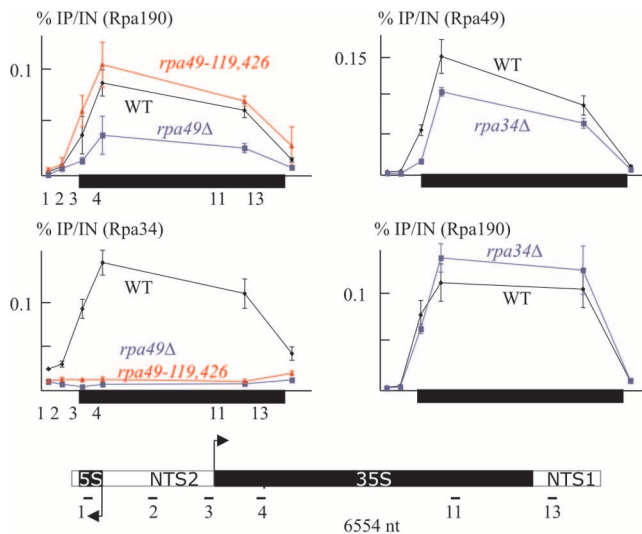 % IP/IN (Rpa190)
0.1
rpa49-119,426
WT
rpa49Δ
1 2 3 4 11 13
% IP/IN (Rpa49)
0.15
WT
rpa34Δ
% IP/IN (Rpa34)
0.1
WT
rpa49Δ
rpa49-119,426
1 2 3 4 11 13
% IP/IN (Rpa190)
0.1
rpa34Δ
WT
5S NTS2 35S NTS1
1 2 3 4 11 13
6554 nt